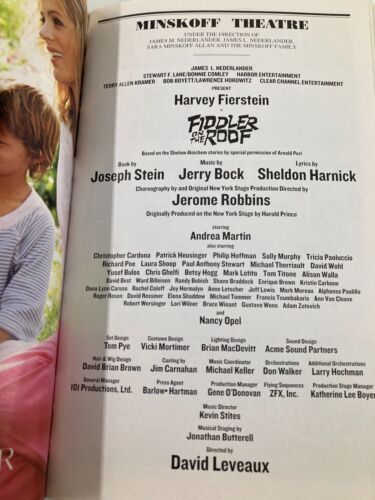 MINSKOFF THEATRE
UNDER THE DIRECTION OF
JAMES M. NEDERLANDER, JAMES L. NEDERLANDER,
SARA MINSKOFF ALLAN AND THE MINSKOFF FAMILY
JAMES L. NEDERLANDER
STEWART F. LANE/BONNIE COMLEY HARBOR ENTERTAINMENT
TERRY ALLEN KRAMER BOB BOYETT/LAWRENCE HOROWITZ CLEAR CHANNEL ENTERTAINMENT
PRESENT
Harvey Fierstein
in
FIDDLER
ON THE ROOF
Based on the Sholom Aleichem stories by special permission of Arnold Perl
Book by Music by Lyrics by
Joseph Stein Jerry Bock Sheldon Harnick
Choreography by and Original New York Stage Production Directed by
Jerome Robbins
Originally Produced on the New York Stage by Harold Prince
starring
Andrea Martin
also starring
Christopher Cardona Patrick Heusinger Philip Hoffman Sally Murphy Tricia Paoluccio
Richard Poe Laura Shoop Paul Anthony Stewart Michael Therriault David Wohl
Yusef Bulos Chris Ghelfi Betsy Hogg Mark Lotito Tom Titone Alison Walla
David Best Ward Billeisen Randy Bobish Shane Braddock Enrique Brown Kristin Carbone
Dana Lynn Caruso Rachel Coloff Joy Hermalyn Anne Letscher Jeff Lewis Mark Moreau Alphonse Paolillo
Roger Rosen David Rossmer Elena Shaddow Michael Tommer Francis Toumbakaris Ann Van Cleave
Robert Wersinger Lori Wilner Bruce Winant Gustavo Wons Adam Zotovich
and
Nancy Opel
Set Design Costume Design Lighting Design Sound Design
Tom Pye Vicki Mortimer Brian MacDevitt Acme Sound Partners
Hair & Wig Design Casting by Music Coordinator Orchestrations Additional Orchestrations
David Brian Brown Jim Carnahan Michael Keller Don Walker Larry Hochman
General Manager Press Agent Production Manager Flying Sequences Production Stage Manager
101 Productions, Ltd. Barlow•Hartman Gene O'Donovan ZFX, Inc. Katherine Lee Boyer
Music Director
Kevin Stites
Musical Staging by
Jonathan Butterell
Directed by
David Leveaux
R